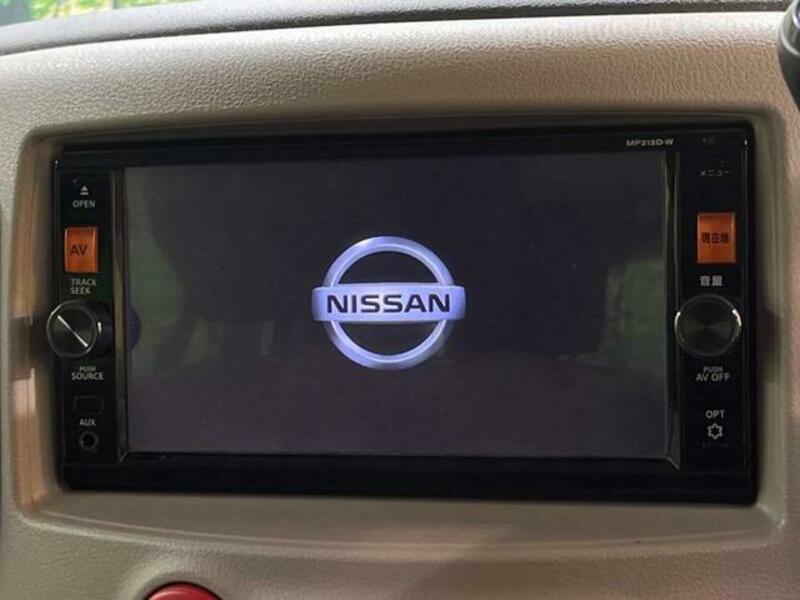 MP315D-W
OPEN
AV
TRACK
SEEK
PUSH
SOURCE
AUX
NISSAN
メニュー
現在地
音量
PUSH
AV OFF
OPT